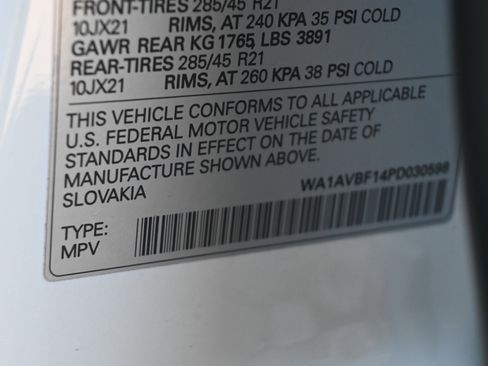 FRONT-TIRES 285/45 R21
10JX21 RIMS, AT 240 KPA 35 PSI COLD
GAWR REAR KG 1765, LBS 3891
REAR-TIRES 285/45 R21
10JX21 RIMS, AT 260 KPA 38 PSI COLD
THIS VEHICLE CONFORMS TO ALL APPLICABLE
U.S. FEDERAL MOTOR VEHICLE SAFETY
STANDARDS IN EFFECT ON THE DATE OF
MANUFACTURE SHOWN ABOVE.
SLOVAKIA WA1AVBF14PD030598
TYPE:
MPV